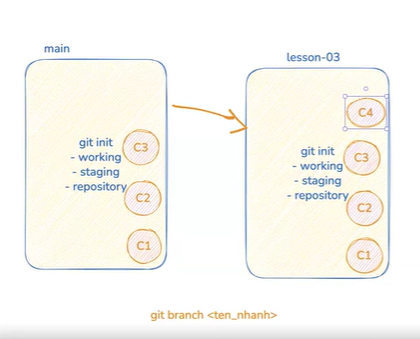 main
git init
- working
- staging
- repository
C3
C2
C1
lesson-03
C4
git init
- working
- staging
- repository
C3
C2
C1
git branch <ten_nhanh>